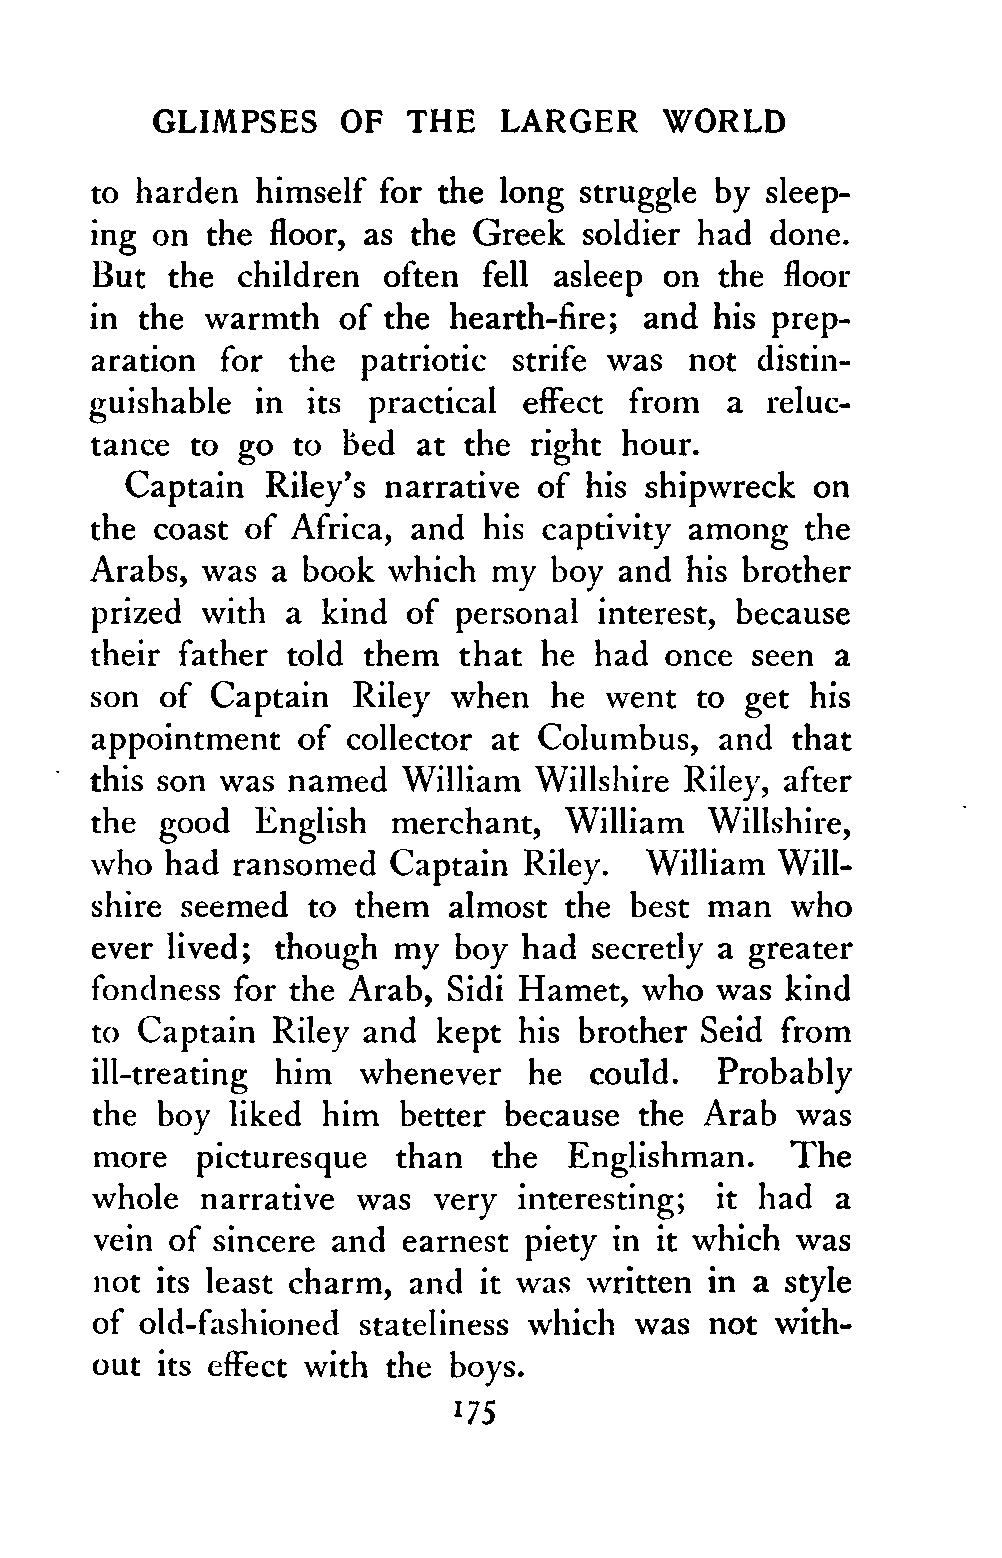 GLIMPSES OF THE LARGER WORLD
to harden himself for the long struggle by sleep-
ing on the floor, as the Greek soldier had done.
But the children often fell asleep on the floor
in the warmth of the hearth-fire; and his prep-
aration for the patriotic strife was not distin-
guishable in its practical effect from a reluc-
tance to go to bed at the right hour.
Captain Riley's narrative of his shipwreck on
the coast of Africa, and his captivity among the
Arabs, was a book which my boy and his brother
prized with a kind of personal interest, because
their father told them that he had once seen a
son of Captain Riley when he went to get his
appointment of collector at Columbus, and that
this son was named William Willshire Riley, after
the good English merchant, William Willshire,
who had ransomed Captain Riley. William Will-
shire seemed to them almost the best man who
ever lived; though my boy had secretly a greater
fondness for the Arab, Sidi Hamet, who was kind
to Captain Riley and kept his brother Seid from
ill-treating him whenever he could. Probably
the boy liked him better because the Arab was
more picturesque than the Englishman. The
whole narrative was very interesting; it had a
vein of sincere and earnest piety in it which was
not its least charm, and it was written in a style
of old-fashioned stateliness which was not with-
out its effect with the boys.
175